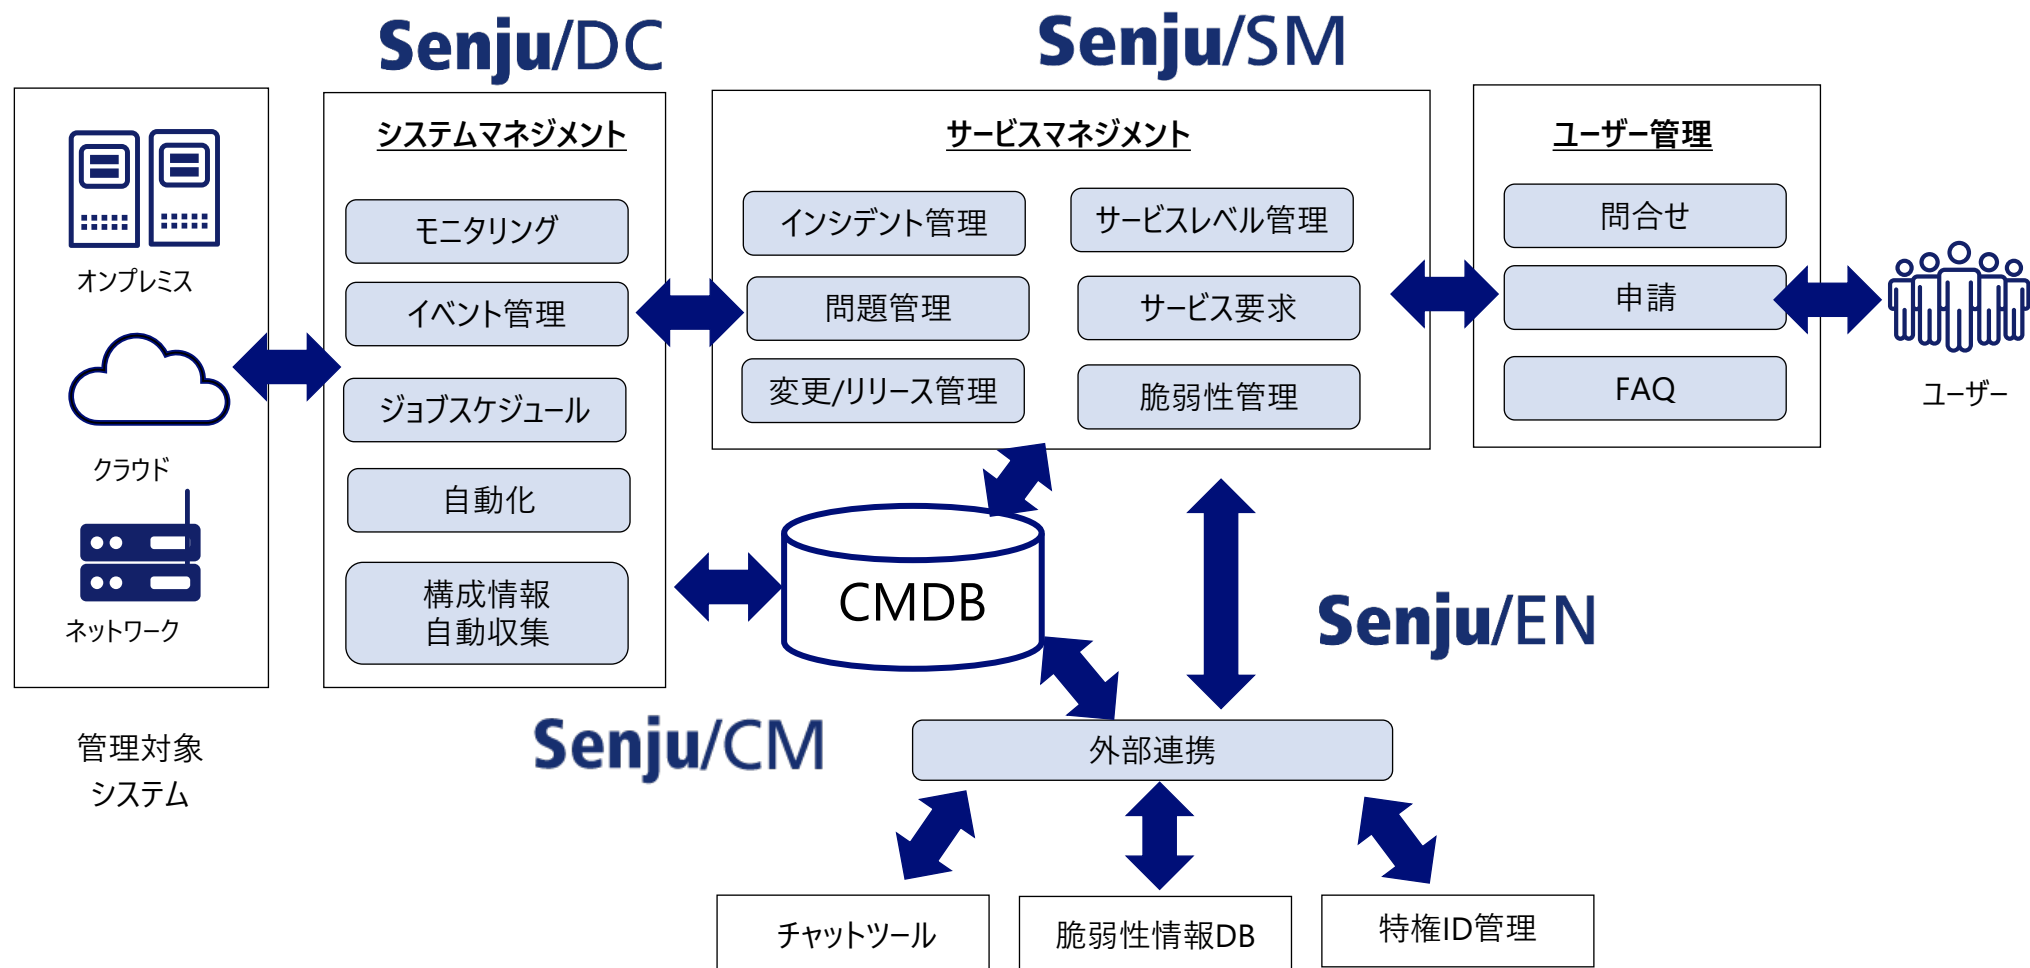 Senju/DC
Senju/SM
システムマネジメント
サービスマネジメント
ユーザー管理
オンプレミス
クラウド
ネットワーク
管理対象
システム
モニタリング
イベント管理
ジョブスケジュール
自動化
構成情報
自動収集
インシデント管理
サービスレベル管理
問題管理
サービス要求
変更/リリース管理
脆弱性管理
問合せ
申請
FAQ
ユーザー
CMDB
Senju/EN
Senju/CM
外部連携
チャットツール
脆弱性情報DB
特権ID管理